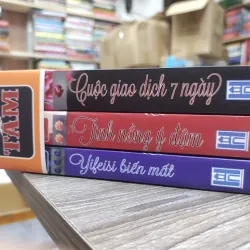 Cuộc giao dịch 7 ngày
Tình nồng ý đậm
Yifeisi biến mất
TÂM